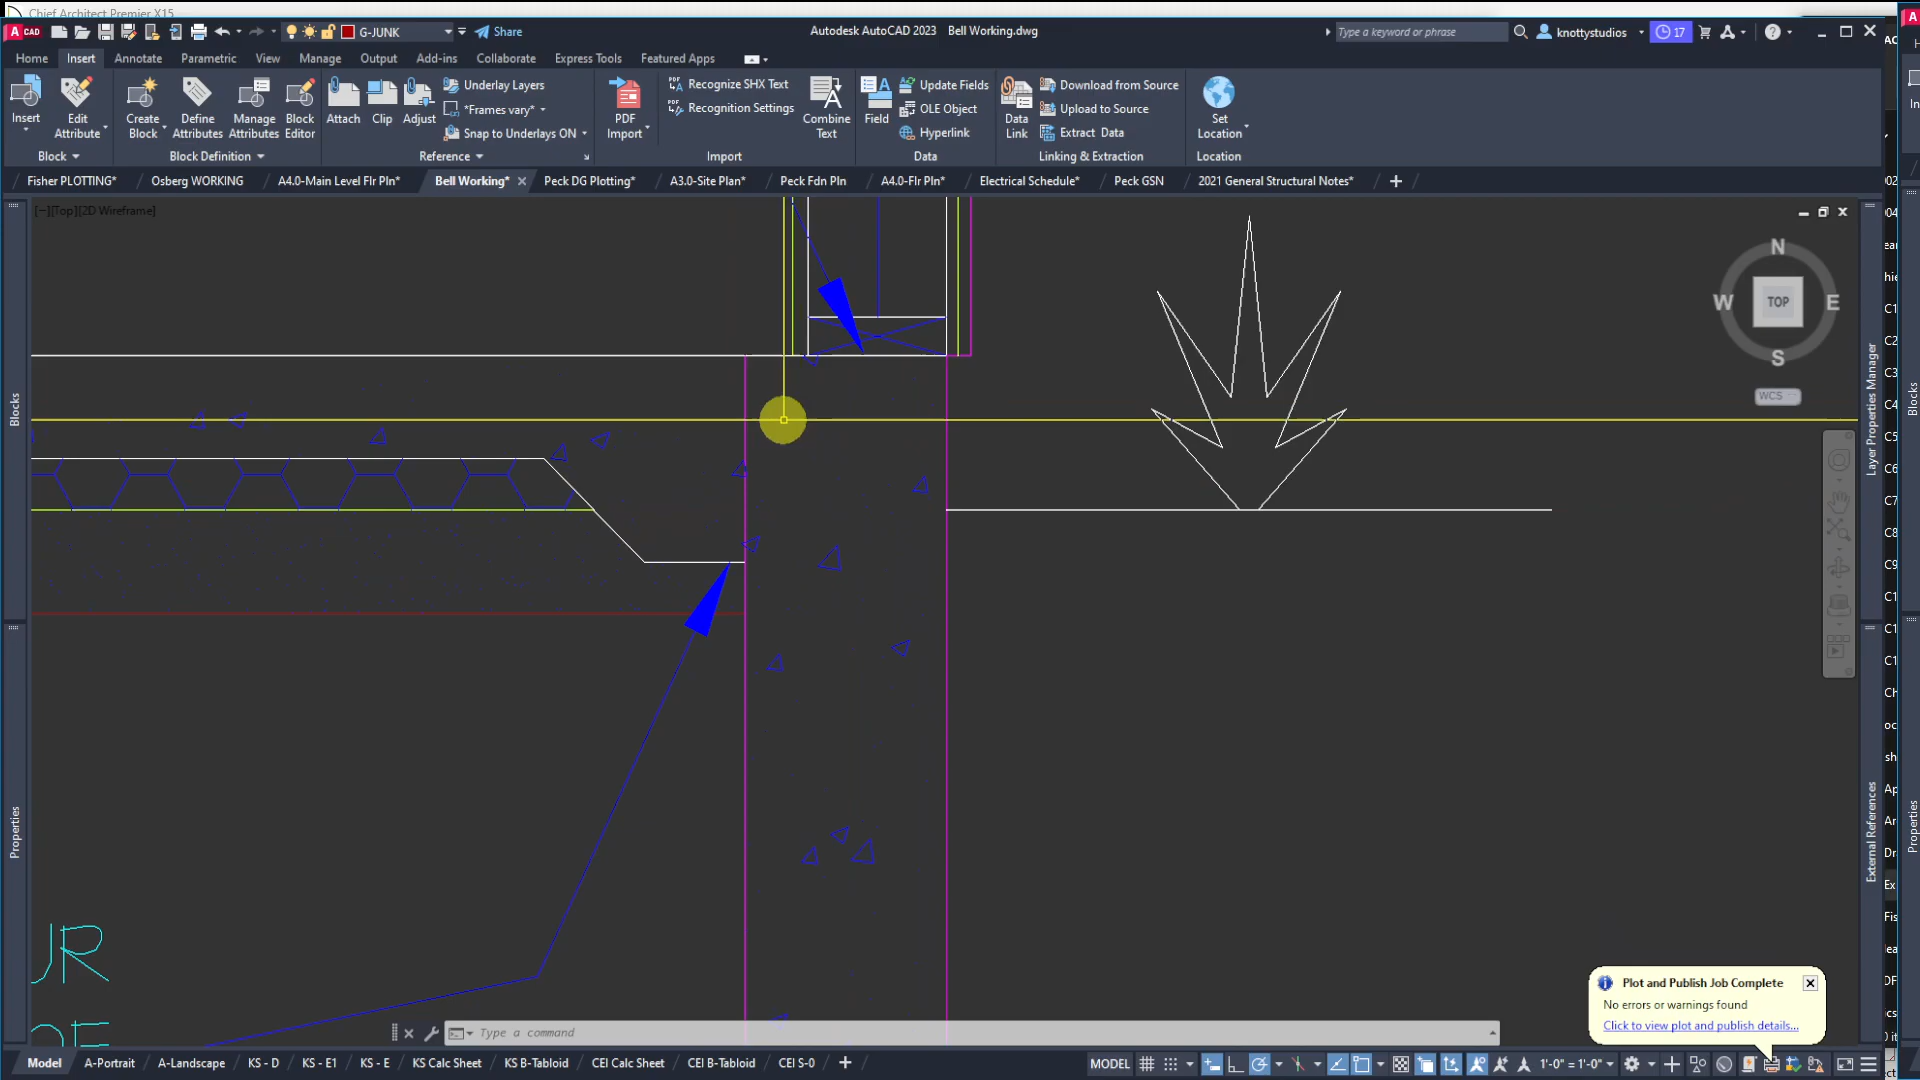 Chief Architect Premier X15
A CAD
G-JUNK
Share
Autodesk AutoCAD 2023 Bell Working.dwg
Type a keyword or phrase
knottystudios
17
Home Insert Annotate Parametric View Manage Output Add-ins Collaborate Express Tools Featured Apps
Insert
Edit Attribute
Create Block
Define Attributes
Manage Attributes
Block Editor
Attach
Clip
Adjust
Underlay Layers
*Frames vary*
Snap to Underlays ON
PDF Import
Recognize SHX Text
Recognition Settings
Combine Text
Field
Update Fields
OLE Object
Hyperlink
Data Link
Download from Source
Upload to Source
Extract Data
Set Location
Block Block Definition Reference Import Data Linking & Extraction Location
Fisher PLOTTING* Osberg WORKING A4.0-Main Level Flr Pln* Bell Working* Peck DG Plotting* A3.0-Site Plan* Peck Fdn Pln A4.0-Flr Pln* Electrical Schedule* Peck GSN 2021 General Structural Notes*
[−][Top][2D Wireframe]
N
W TOP E
S
WCS
Blocks
Properties
Layer Properties Manager
External References
Blocks
Properties
UR
Plot and Publish Job Complete
No errors or warnings found
Click to view plot and publish details...
Type a command
Model A-Portrait A-Landscape KS - D KS - E1 KS - E KS Calc Sheet KS B-Tabloid CEI Calc Sheet CEI B-Tabloid CEI S-0
MODEL
1'-0" = 1'-0"